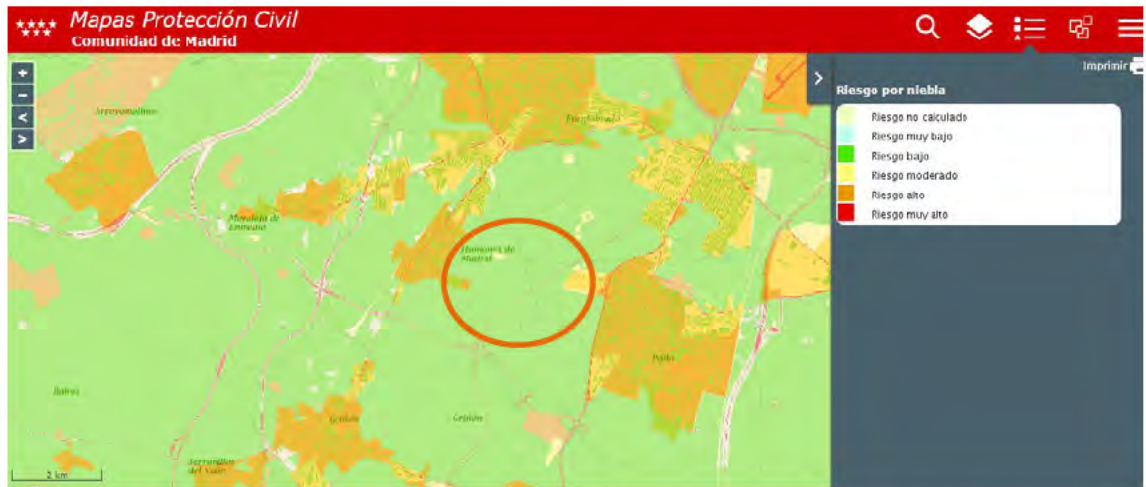 Mapas Protección Civil
Comunidad de Madrid
Imprimir
Riesgo por niebla
Riesgo no calculado
Riesgo muy bajo
Riesgo bajo
Riesgo moderado
Riesgo alto
Riesgo muy alto
+
-
<
>
>
Arroyomolinos
Fuenlabrada
Moraleja de
Enmedio
Humanes de
Madrid
Parla
Batres
Griñón
Griñón
Serranillos
del Valle
2 km